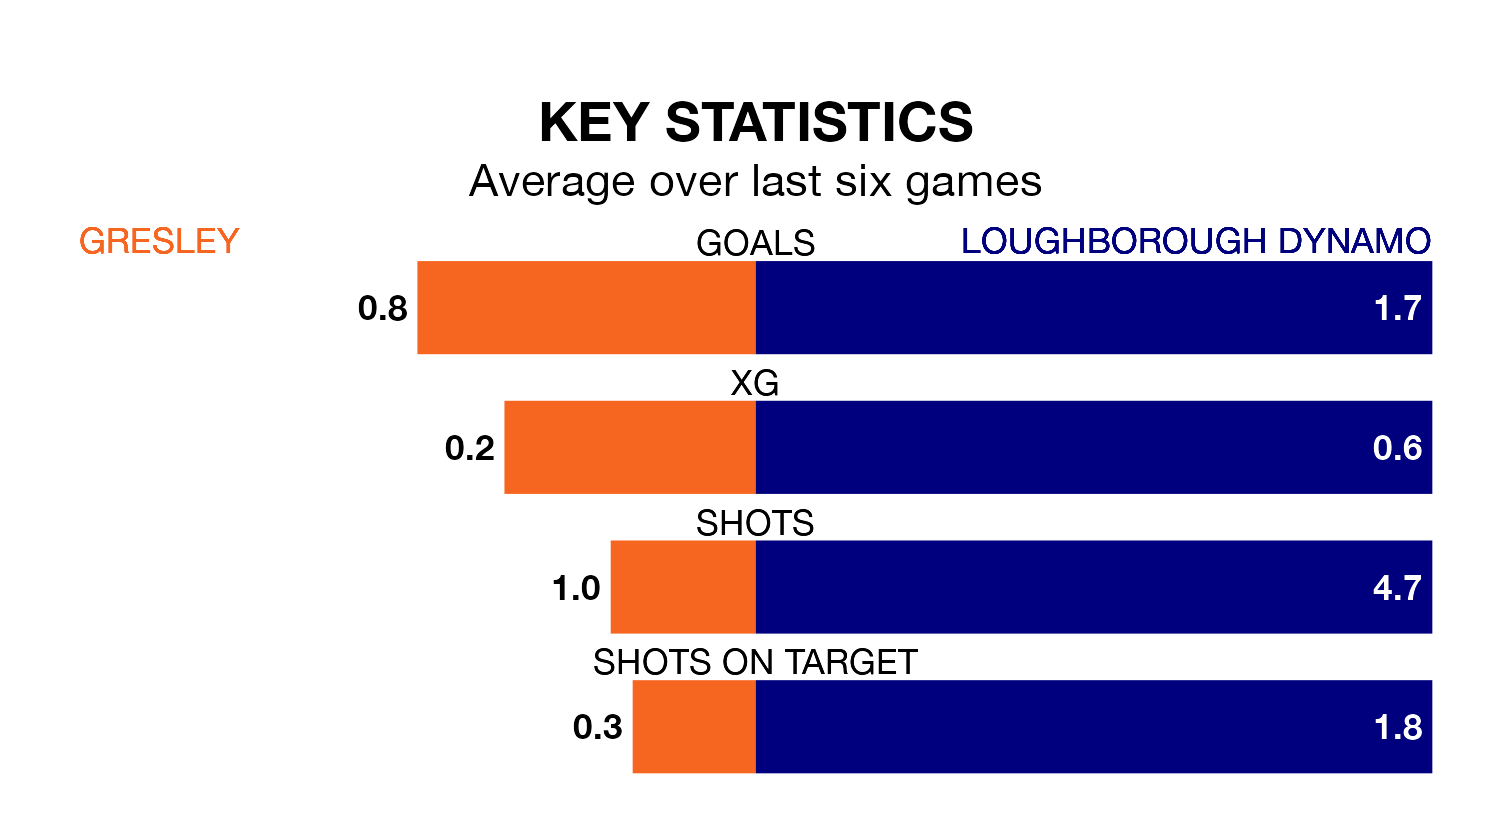 KEY STATISTICS
Average over last six games
GRESLEY GOALS LOUGHBOROUGH DYNAMO
0.8 1.7
XG
0.2 0.6
SHOTS
1.0 4.7
SHOTS ON TARGET
0.3 1.8